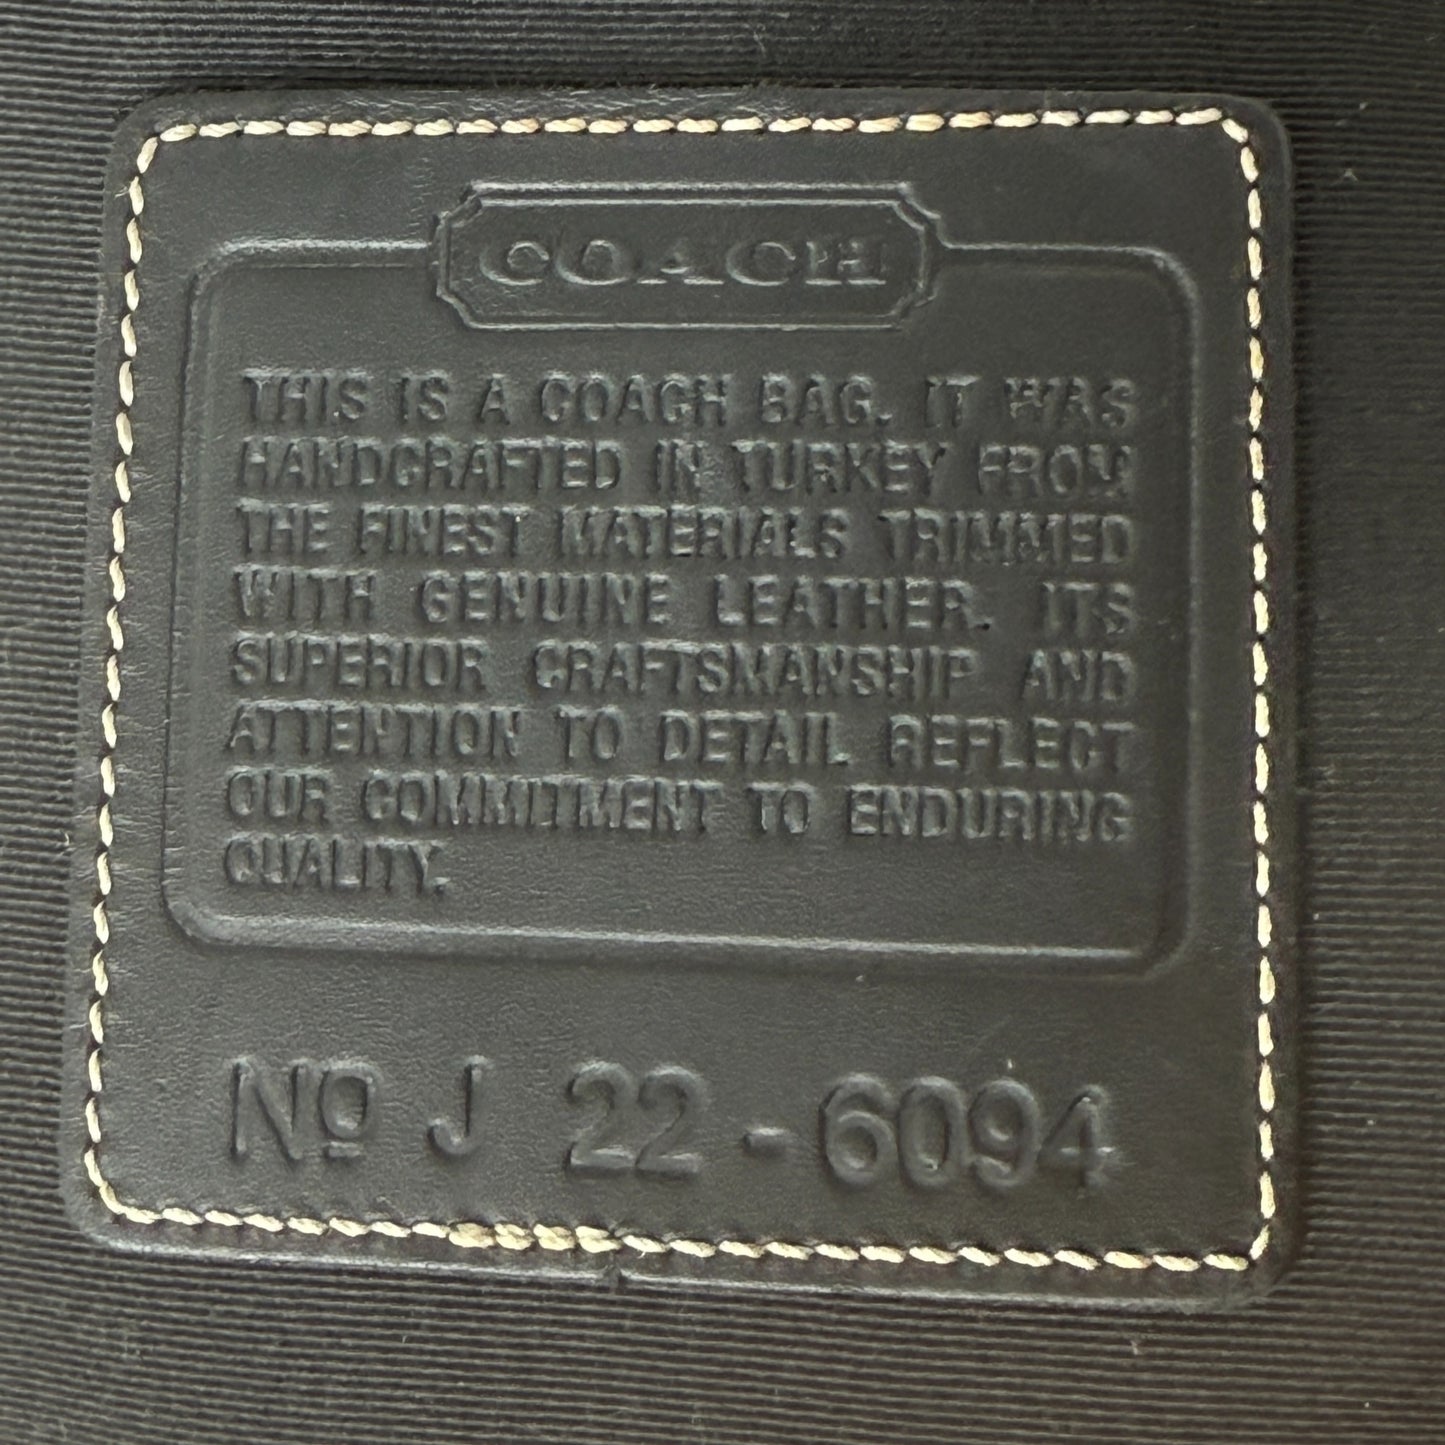 COACH
THIS IS A COACH BAG. IT WAS
HANDCRAFTED IN TURKEY FROM
THE FINEST MATERIALS TRIMMED
WITH GENUINE LEATHER. ITS
SUPERIOR CRAFTSMANSHIP AND
ATTENTION TO DETAIL REFLECT
OUR COMMITMENT TO ENDURING
QUALITY.
Nº J 22-6094